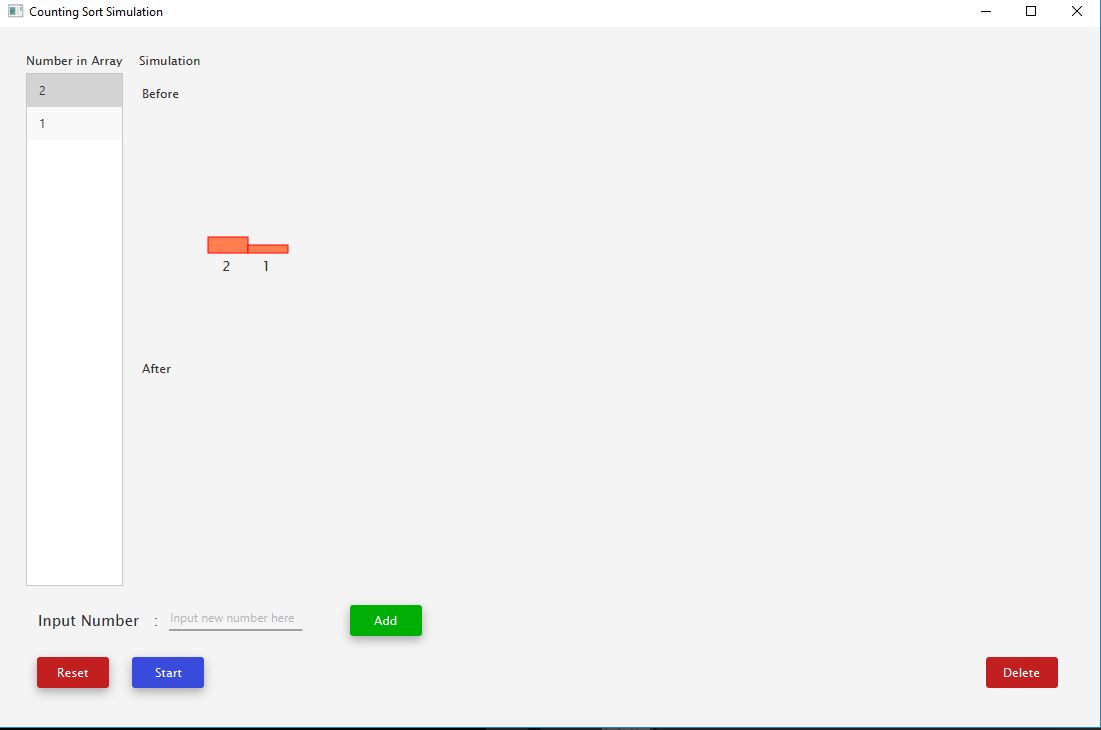 Counting Sort Simulation
Number in Array Simulation
2
Before
1
2 1
After
Input Number : Input new number here Add
Reset Start Delete